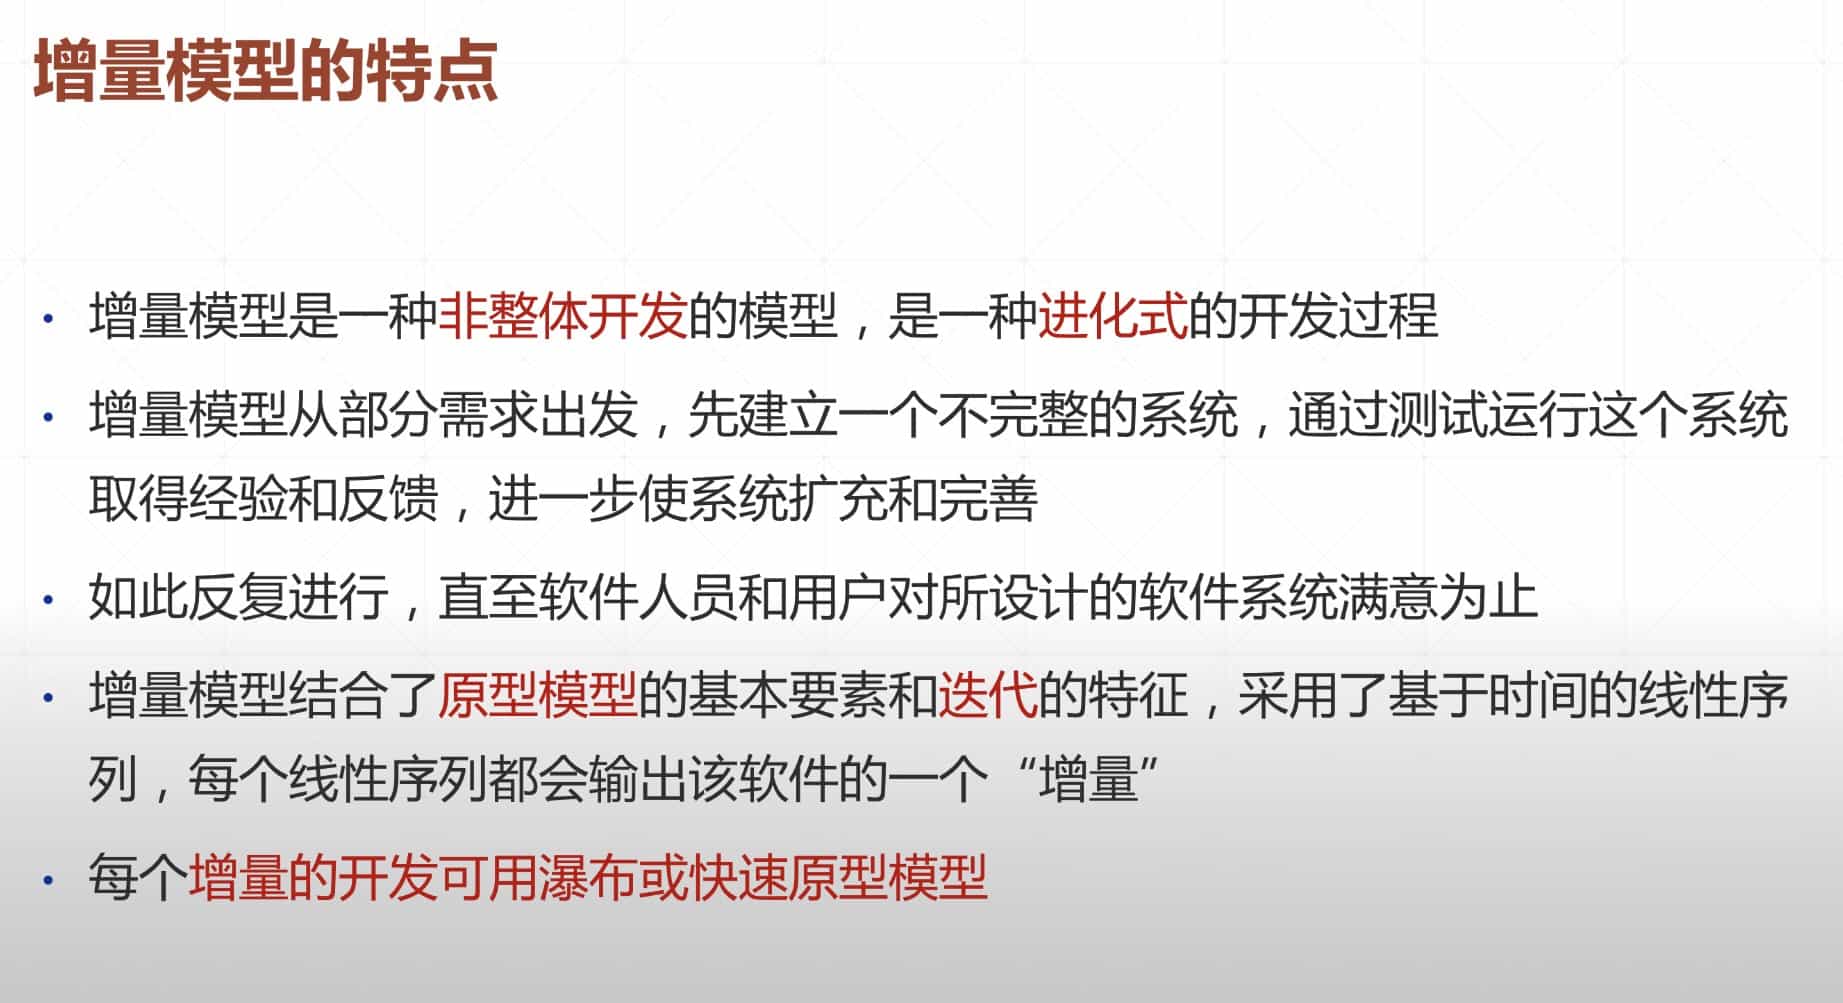 增量模型的特点
• 增量模型是一种非整体开发的模型，是一种进化式的开发过程
• 增量模型从部分需求出发，先建立一个不完整的系统，通过测试运行这个系统
取得经验和反馈，进一步使系统扩充和完善
• 如此反复进行，直至软件人员和用户对所设计的软件系统满意为止
• 增量模型结合了原型模型的基本要素和迭代的特征，采用了基于时间的线性序
列，每个线性序列都会输出该软件的一个“增量”
• 每个增量的开发可用瀑布或快速原型模型